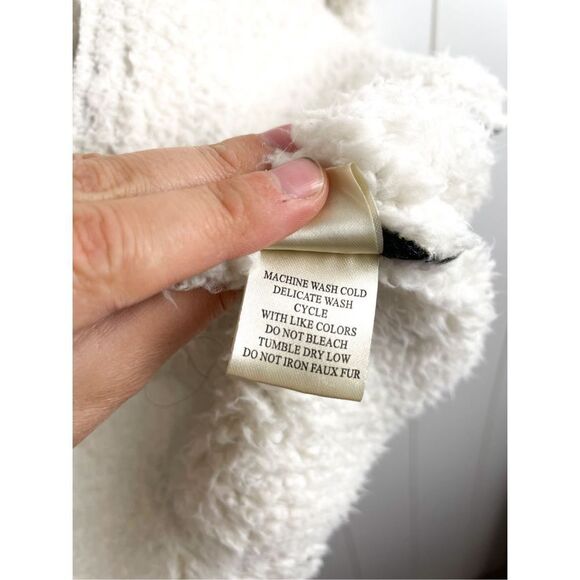 MACHINE WASH COLD
DELICATE WASH
CYCLE
WITH LIKE COLORS
DO NOT BLEACH
TUMBLE DRY LOW
DO NOT IRON FAUX FUR